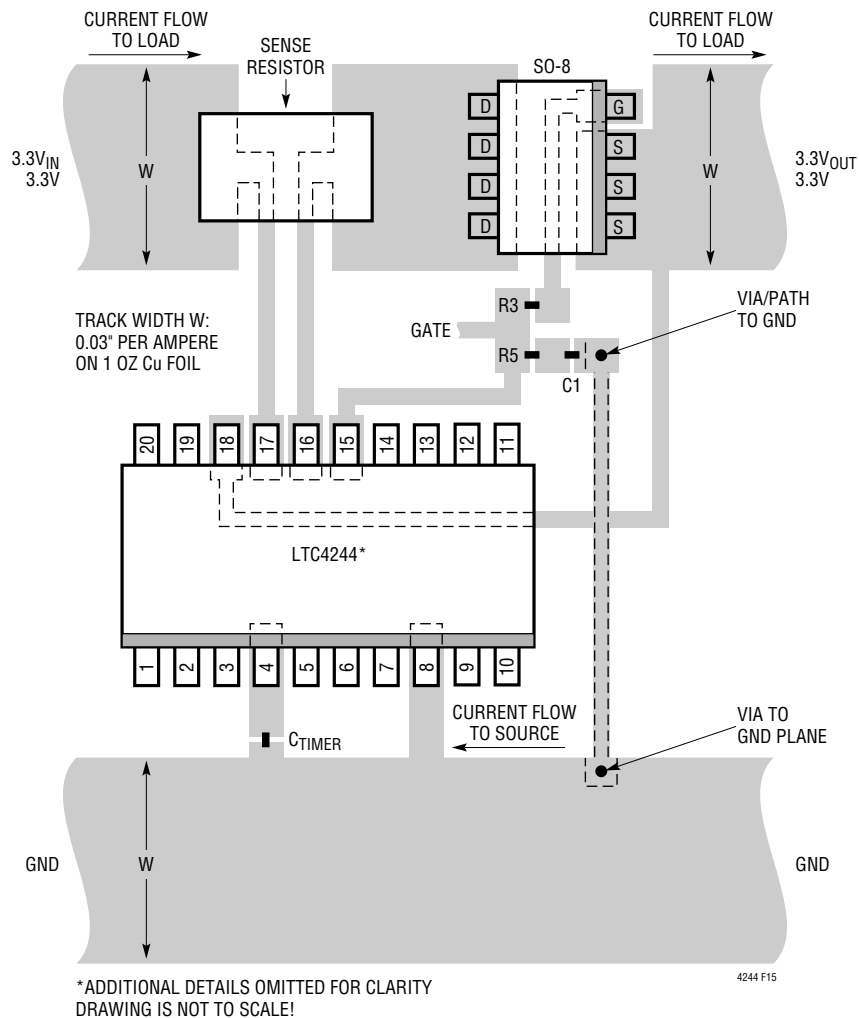 CURRENT FLOW
TO LOAD
SENSE
RESISTOR
SO-8
CURRENT FLOW
TO LOAD
D
D
D
D
G
S
S
S
3.3VIN
3.3V
W
W
3.3VOUT
3.3V
TRACK WIDTH W:
0.03" PER AMPERE
ON 1 OZ Cu FOIL
GATE
R3
R5
C1
VIA/PATH
TO GND
20 19 18 17 16 15 14 13 12 11
LTC4244*
1 2 3 4 5 6 7 8 9 10
CTIMER
CURRENT FLOW
TO SOURCE
VIA TO
GND PLANE
GND
W
GND
*ADDITIONAL DETAILS OMITTED FOR CLARITY
DRAWING IS NOT TO SCALE!
4244 F15